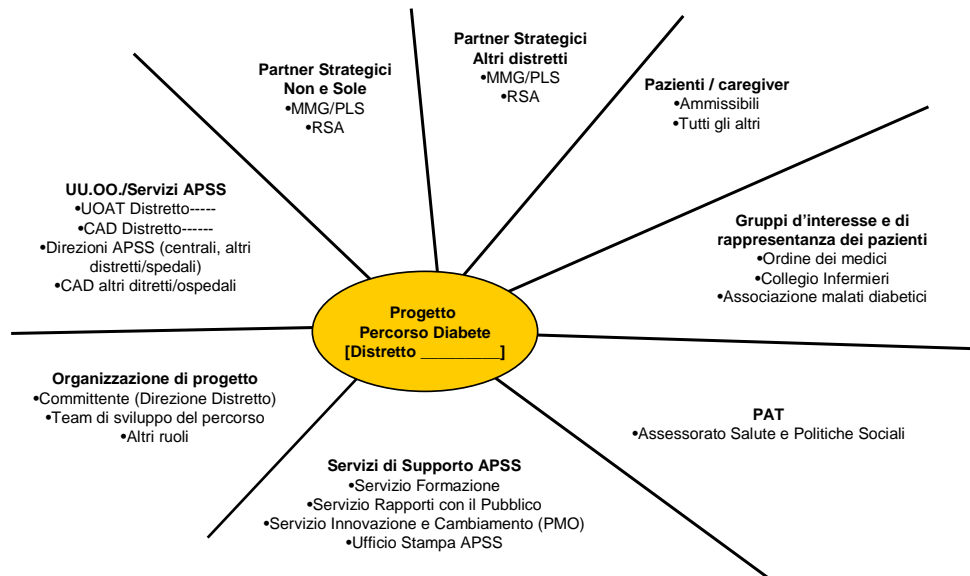 Partner Strategici
Non e Sole
•MMG/PLS
•RSA
Partner Strategici
Altri distretti
•MMG/PLS
•RSA
Pazienti / caregiver
•Ammissibili
•Tutti gli altri
UU.OO./Servizi APSS
•UOAT Distretto-----
•CAD Distretto------
•Direzioni APSS (centrali, altri
distretti/spedali)
•CAD altri ditretti/ospedali
Gruppi d'interesse e di
rappresentanza dei pazienti
•Ordine dei medici
•Collegio Infermieri
•Associazione malati diabetici
Progetto
Percorso Diabete
[Distretto _________]
Organizzazione di progetto
•Committente (Direzione Distretto)
•Team di sviluppo del percorso
•Altri ruoli
PAT
•Assessorato Salute e Politiche Sociali
Servizi di Supporto APSS
•Servizio Formazione
•Servizio Rapporti con il Pubblico
•Servizio Innovazione e Cambiamento (PMO)
•Ufficio Stampa APSS